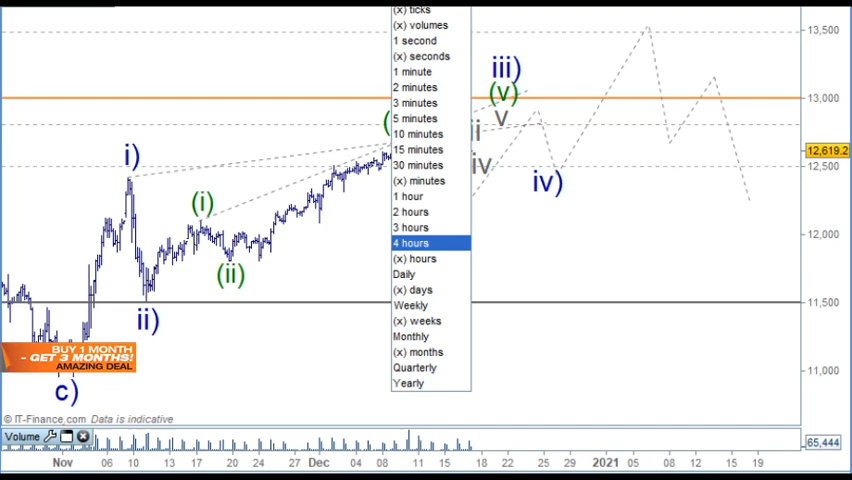 (x) ticks
(x) volumes
1 second
(x) seconds
1 minute
2 minutes
3 minutes
5 minutes
10 minutes
15 minutes
30 minutes
(x) minutes
1 hour
2 hours
3 hours
4 hours
(x) hours
Daily
(x) days
Weekly
(x) weeks
Monthly
(x) months
Quarterly
Yearly
13,500
13,000
12,619.2
12,500
12,000
11,500
11,000
iii)
(v)
v
ii
iv
iv)
i)
(i)
(ii)
ii)
c)
BUY 1 MONTH
- GET 3 MONTHS!
AMAZING DEAL
© IT-Finance.com Data is indicative
Volume
65,444
Nov 06 10 13 17 20 24 27 Dec 04 08 11 15 18 22 25 29 2021 05 08 12 15 19